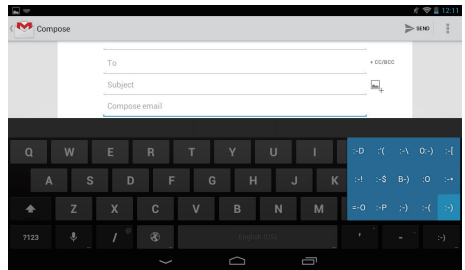 12:11
Compose
SEND
To
+ CC/BCC
Subject
Compose email
Q W E R T Y U I
:-D :'( :-\ O:-) :-[
A S D F G H J K
:-! :-$ B-) :O :-*
Z X C V B N M
=-O :-P ;-) :-( :-)
?123 / @ English (US) ' - :-)